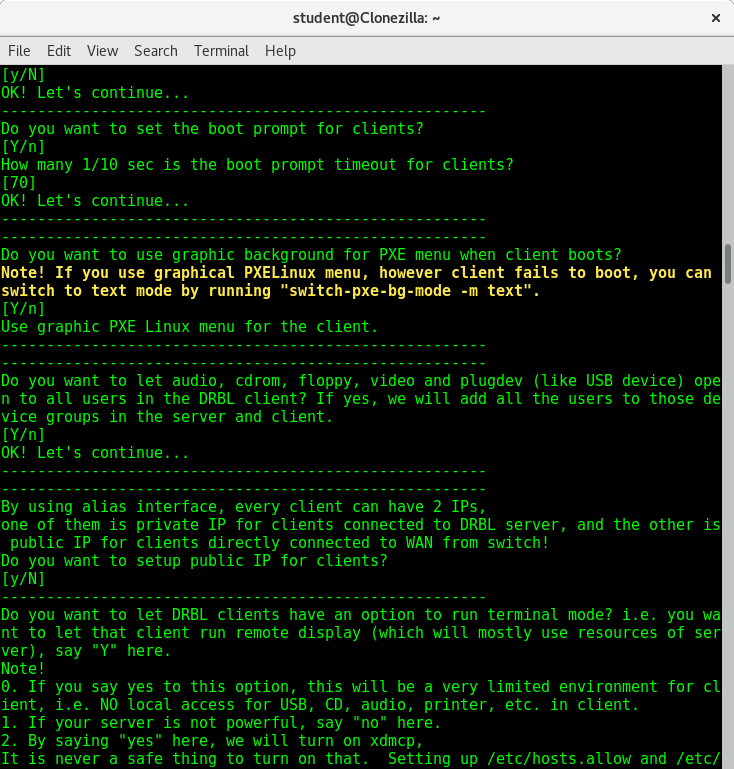 student@Clonezilla: ~
File Edit View Search Terminal Help
[y/N]
OK! Let's continue...
------------------------------------------------------
Do you want to set the boot prompt for clients?
[Y/n]
How many 1/10 sec is the boot prompt timeout for clients?
[70]
OK! Let's continue...
------------------------------------------------------
------------------------------------------------------
Do you want to use graphic background for PXE menu when client boots?
Note! If you use graphical PXELinux menu, however client fails to boot, you can
switch to text mode by running "switch-pxe-bg-mode -m text".
[Y/n]
Use graphic PXE Linux menu for the client.
------------------------------------------------------
------------------------------------------------------
Do you want to let audio, cdrom, floppy, video and plugdev (like USB device) ope
n to all users in the DRBL client? If yes, we will add all the users to those de
vice groups in the server and client.
[Y/n]
OK! Let's continue...
------------------------------------------------------
------------------------------------------------------
By using alias interface, every client can have 2 IPs,
one of them is private IP for clients connected to DRBL server, and the other is
 public IP for clients directly connected to WAN from switch!
Do you want to setup public IP for clients?
[y/N]
------------------------------------------------------
Do you want to let DRBL clients have an option to run terminal mode? i.e. you wa
nt to let that client run remote display (which will mostly use resources of ser
ver), say "Y" here.
Note!
0. If you say yes to this option, this will be a very limited environment for cl
ient, i.e. NO local access for USB, CD, audio, printer, etc. in client.
1. If your server is not powerful, say "no" here.
2. By saying "yes" here, we will turn on xdmcp,
It is never a safe thing to turn on that.  Setting up /etc/hosts.allow and /etc/